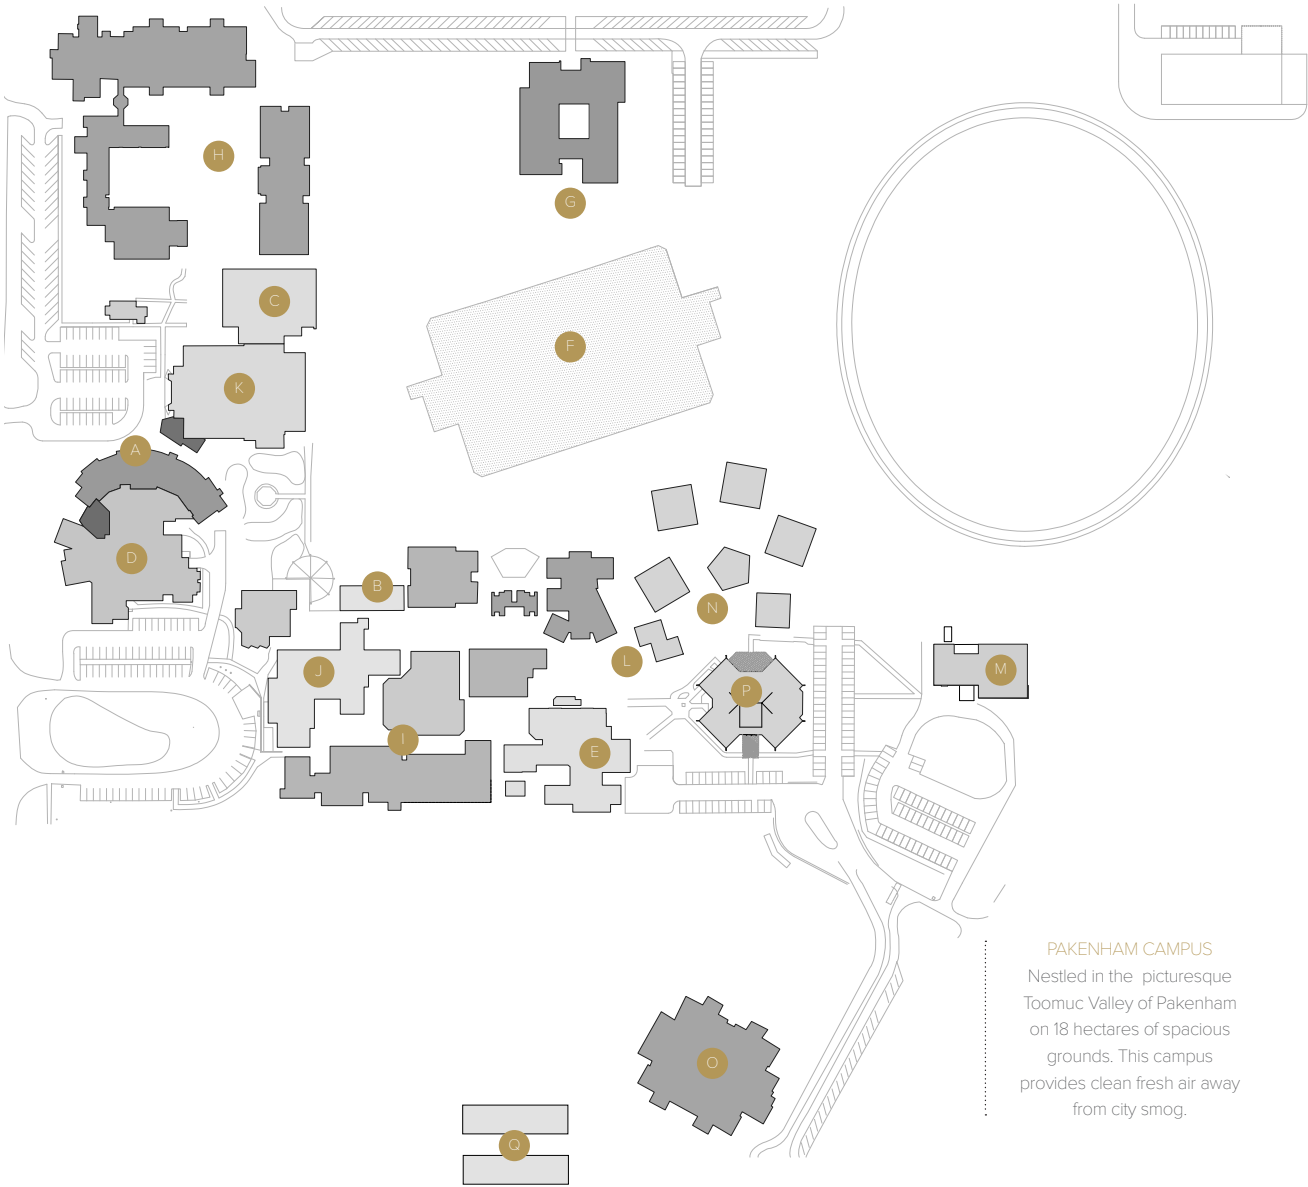 H
G
C
F
K
A
D
B
N
L
J
M
P
I
E
PAKENHAM CAMPUS
Nestled in the picturesque
Toomuc Valley of Pakenham
on 18 hectares of spacious
grounds. This campus
provides clean fresh air away
from city smog.
O
Q